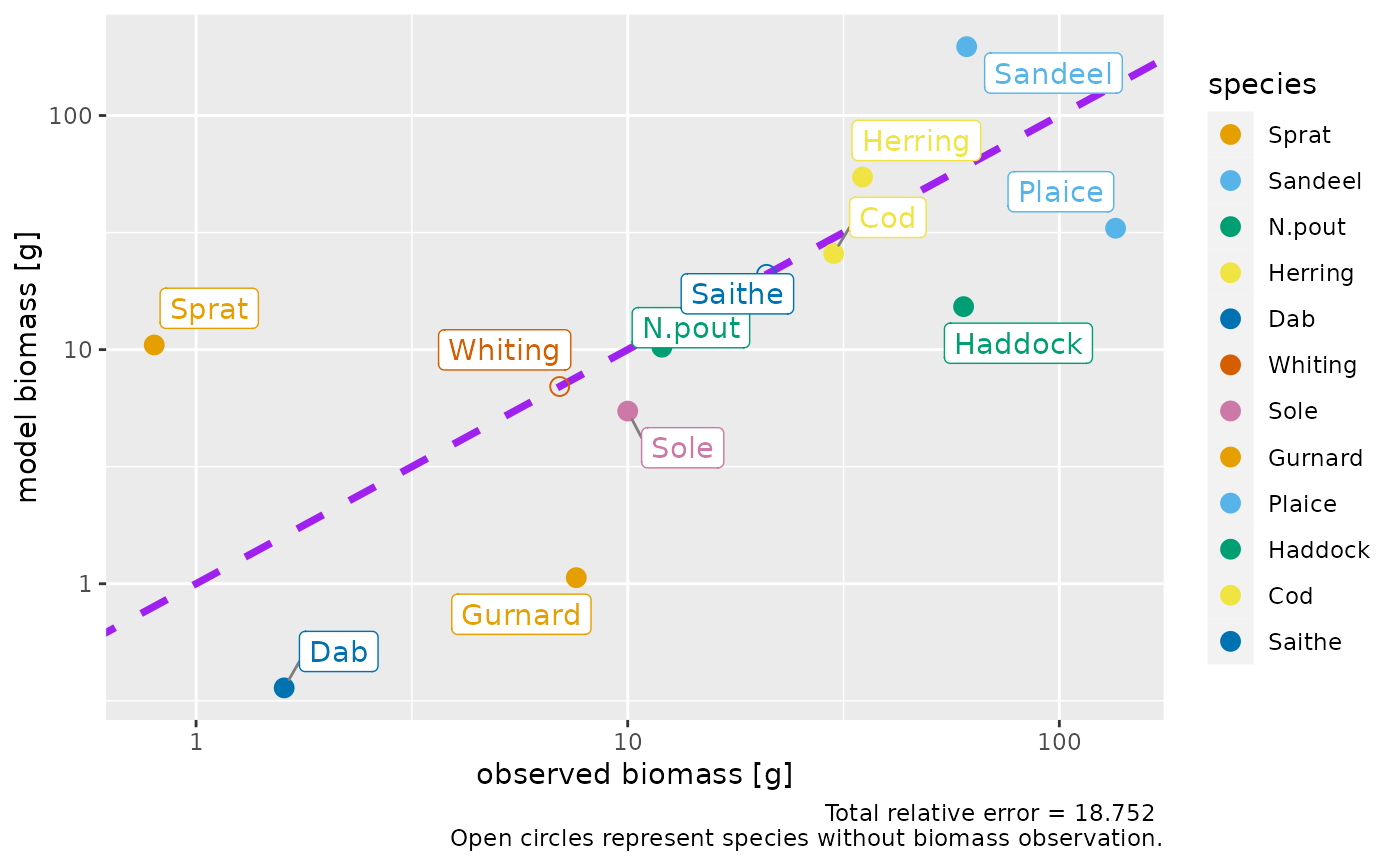 model biomass [g]
100
10
1
Sandeel
Herring
Plaice
Cod
Saithe
Sprat
N.pout
Whiting
Haddock
Sole
Gurnard
Dab
1
10
100
observed biomass [g]
Total relative error = 18.752
Open circles represent species without biomass observation.
species
Sprat
Sandeel
N.pout
Herring
Dab
Whiting
Sole
Gurnard
Plaice
Haddock
Cod
Saithe